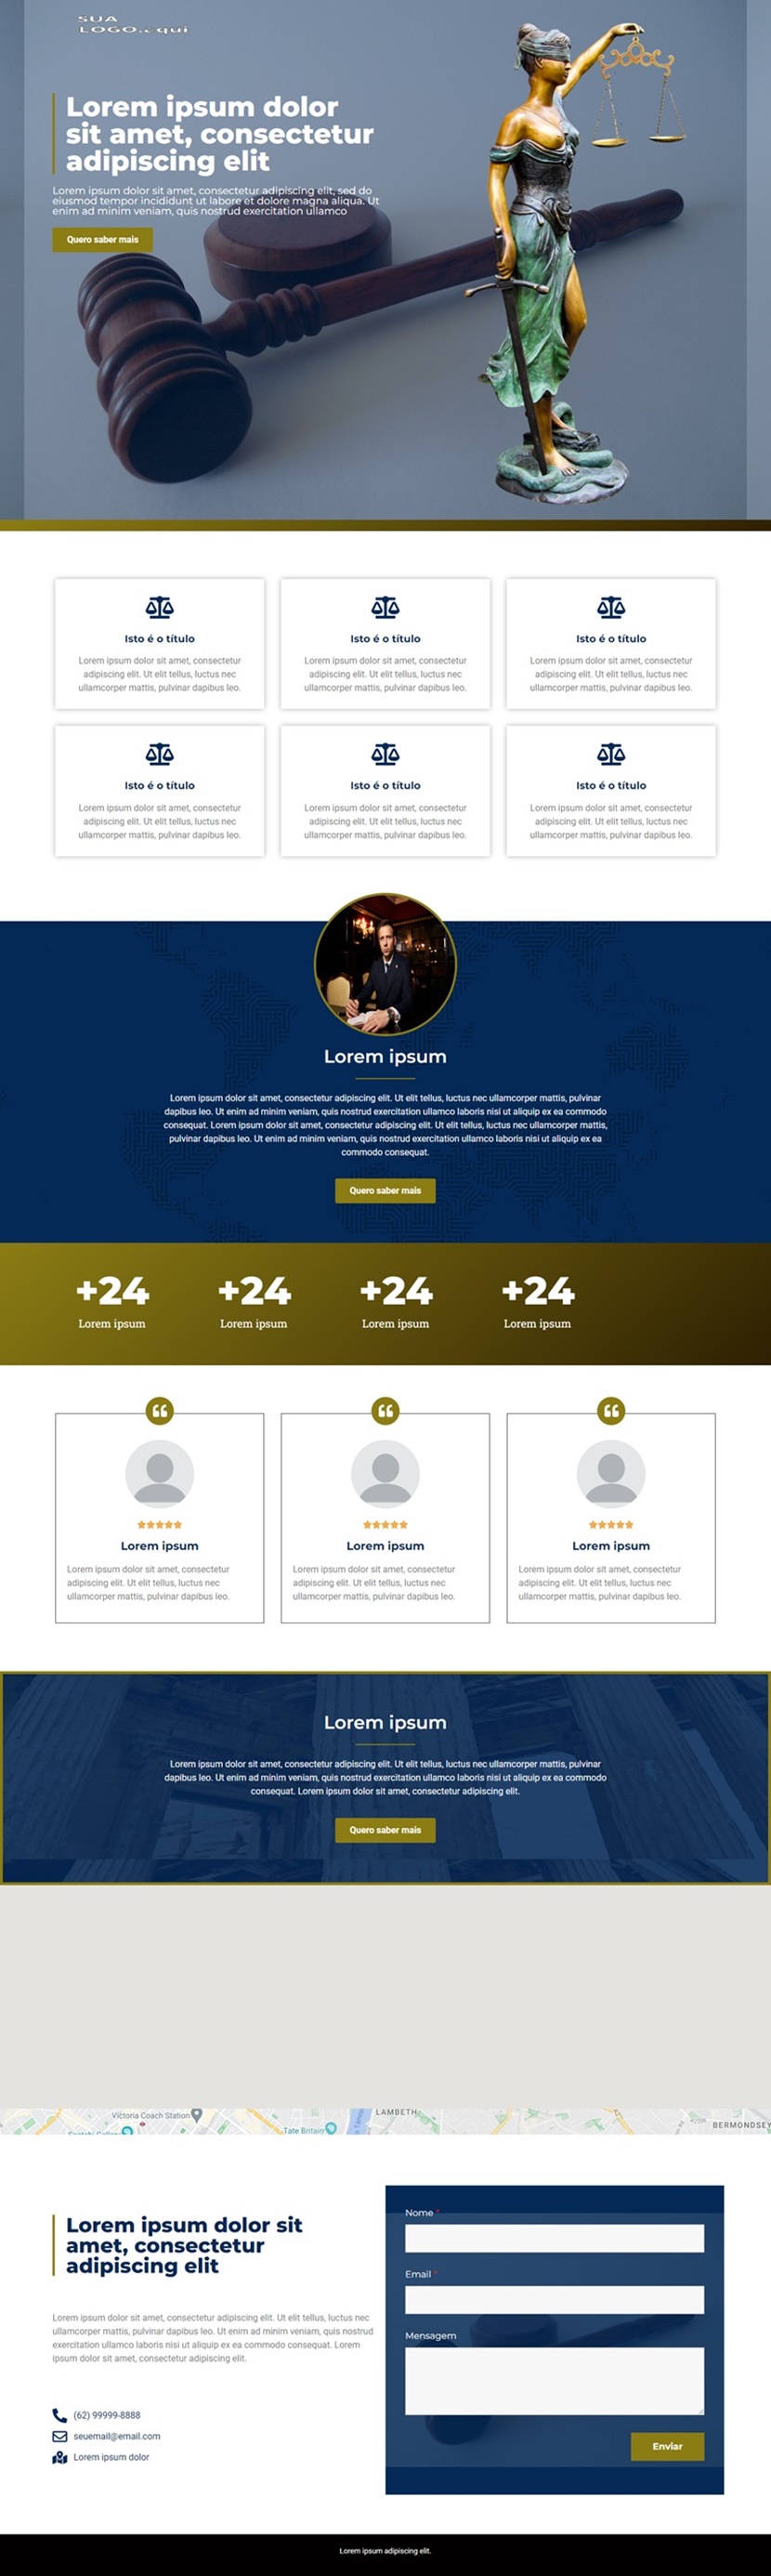 SUA
LOGO.aqui
Lorem ipsum dolor
sit amet, consectetur
adipiscing elit
Lorem ipsum dolor sit amet, consectetur adipiscing elit, sed do
eiusmod tempor incididunt ut labore et dolore magna aliqua. Ut
enim ad minim veniam, quis nostrud exercitation ullamco
Quero saber mais
Isto é o título
Lorem ipsum dolor sit amet, consectetur
adipiscing elit. Ut elit tellus, luctus nec
ullamcorper mattis, pulvinar dapibus leo.
Isto é o título
Lorem ipsum dolor sit amet, consectetur
adipiscing elit. Ut elit tellus, luctus nec
ullamcorper mattis, pulvinar dapibus leo.
Isto é o título
Lorem ipsum dolor sit amet, consectetur
adipiscing elit. Ut elit tellus, luctus nec
ullamcorper mattis, pulvinar dapibus leo.
Isto é o título
Lorem ipsum dolor sit amet, consectetur
adipiscing elit. Ut elit tellus, luctus nec
ullamcorper mattis, pulvinar dapibus leo.
Isto é o título
Lorem ipsum dolor sit amet, consectetur
adipiscing elit. Ut elit tellus, luctus nec
ullamcorper mattis, pulvinar dapibus leo.
Isto é o título
Lorem ipsum dolor sit amet, consectetur
adipiscing elit. Ut elit tellus, luctus nec
ullamcorper mattis, pulvinar dapibus leo.
Lorem ipsum
Lorem ipsum dolor sit amet, consectetur adipiscing elit. Ut elit tellus, luctus nec ullamcorper mattis, pulvinar
dapibus leo. Ut enim ad minim veniam, quis nostrud exercitation ullamco laboris nisi ut aliquip ex ea commodo
consequat. Lorem ipsum dolor sit amet, consectetur adipiscing elit. Ut elit tellus, luctus nec ullamcorper mattis,
pulvinar dapibus leo. Ut enim ad minim veniam, quis nostrud exercitation ullamco laboris nisi ut aliquip ex ea
commodo consequat.
Quero saber mais
+24
Lorem ipsum
+24
Lorem ipsum
+24
Lorem ipsum
+24
Lorem ipsum
Lorem ipsum
Lorem ipsum dolor sit amet, consectetur
adipiscing elit. Ut elit tellus, luctus nec
ullamcorper mattis, pulvinar dapibus leo.
Lorem ipsum
Lorem ipsum dolor sit amet, consectetur
adipiscing elit. Ut elit tellus, luctus nec
ullamcorper mattis, pulvinar dapibus leo.
Lorem ipsum
Lorem ipsum dolor sit amet, consectetur
adipiscing elit. Ut elit tellus, luctus nec
ullamcorper mattis, pulvinar dapibus leo.
Lorem ipsum
Lorem ipsum dolor sit amet, consectetur adipiscing elit. Ut elit tellus, luctus nec ullamcorper mattis, pulvinar
dapibus leo. Ut enim ad minim veniam, quis nostrud exercitation ullamco laboris nisi ut aliquip ex ea commodo
consequat. Lorem ipsum dolor sit amet, consectetur adipiscing elit.
Quero saber mais
LAMBETH
Victoria Coach Station
BERMONDSEY
Tate Britain
Lorem ipsum dolor sit
amet, consectetur
adipiscing elit
Lorem ipsum dolor sit amet, consectetur adipiscing elit. Ut elit tellus, luctus nec
ullamcorper mattis, pulvinar dapibus leo. Ut enim ad minim veniam, quis nostrud
exercitation ullamco laboris nisi ut aliquip ex ea commodo consequat. Lorem
ipsum dolor sit amet, consectetur adipiscing elit.
(62) 99999-8888
seuemail@email.com
Lorem ipsum dolor
Nome *
Email *
Mensagem
Enviar
Lorem ipsum adipiscing elit.